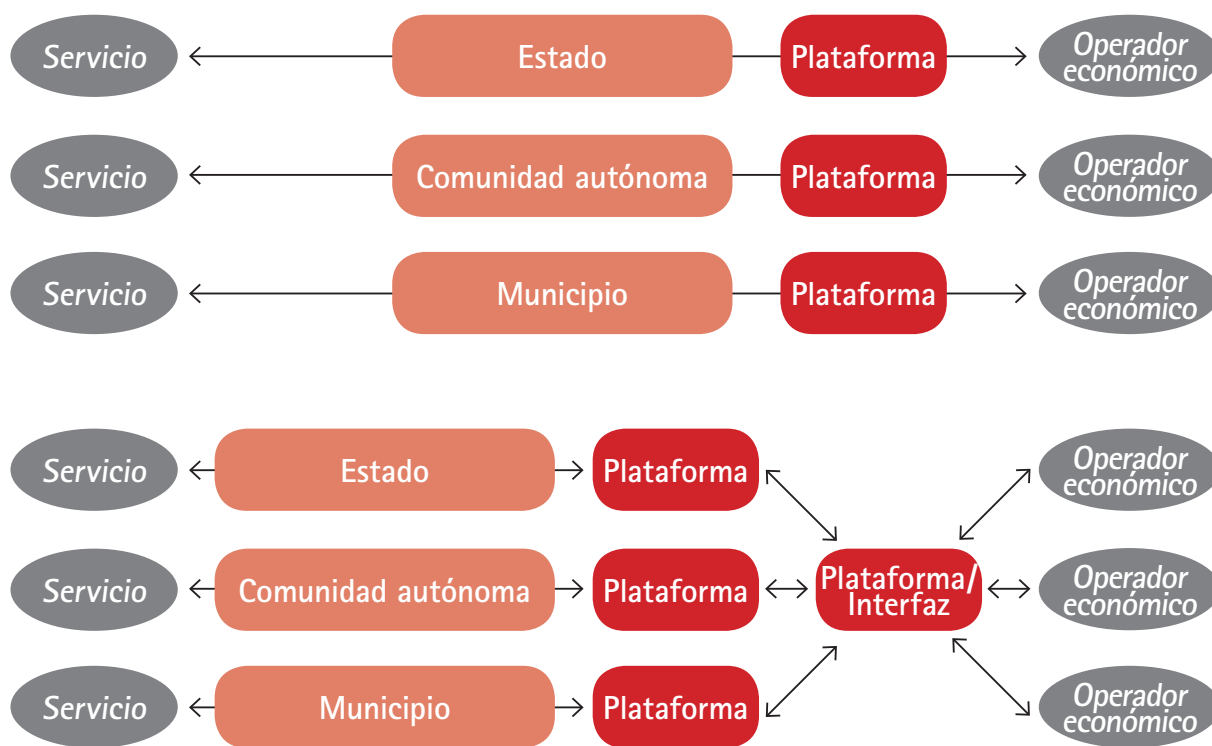 Servicio
Estado
Plataforma
Operador
económico
Servicio
Comunidad autónoma
Plataforma
Operador
económico
Servicio
Municipio
Plataforma
Operador
económico
Servicio
Estado
Plataforma
Operador
económico
Servicio
Comunidad autónoma
Plataforma
Plataforma/
Interfaz
Operador
económico
Servicio
Municipio
Plataforma
Operador
económico